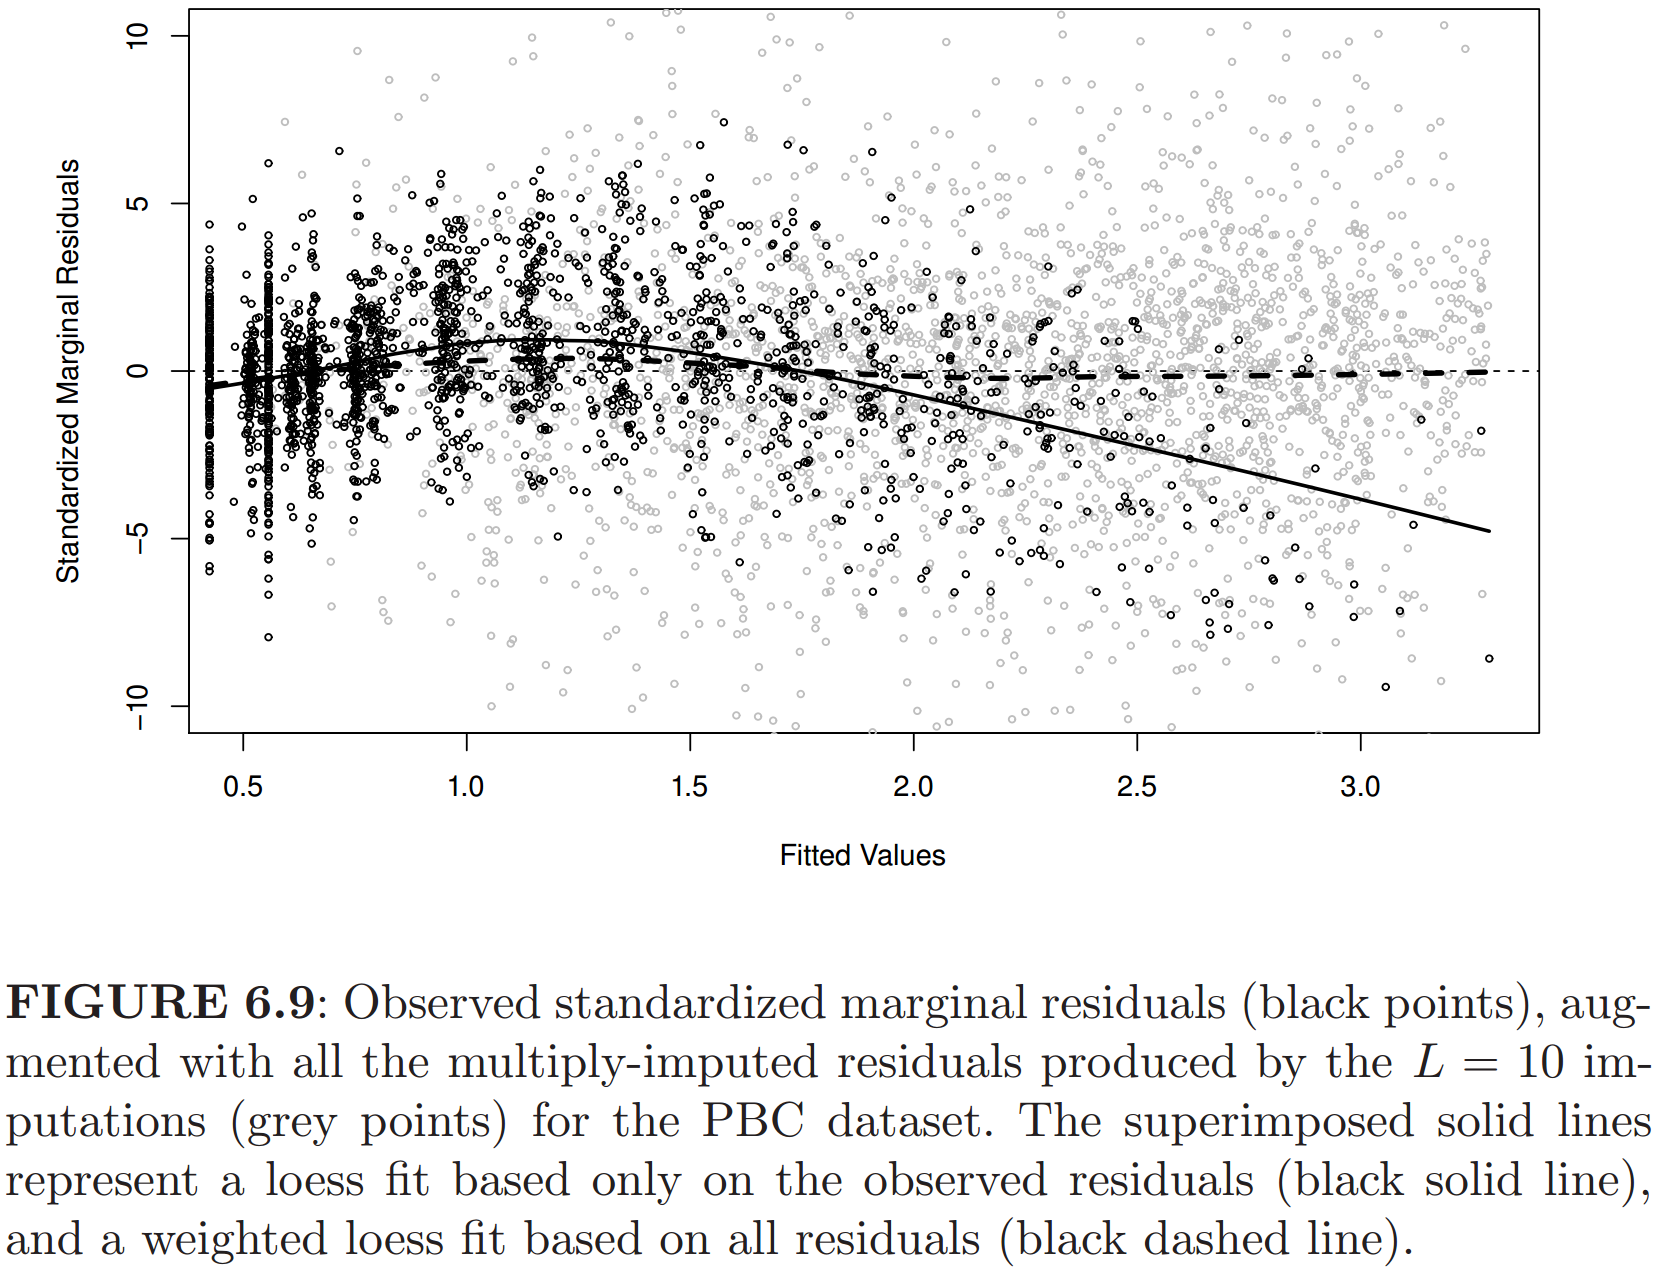 10
5
0
−5
−10
Standardized Marginal Residuals
0.5 1.0 1.5 2.0 2.5 3.0
Fitted Values
FIGURE 6.9: Observed standardized marginal residuals (black points), aug-
mented with all the multiply-imputed residuals produced by the L = 10 im-
putations (grey points) for the PBC dataset. The superimposed solid lines
represent a loess fit based only on the observed residuals (black solid line),
and a weighted loess fit based on all residuals (black dashed line).